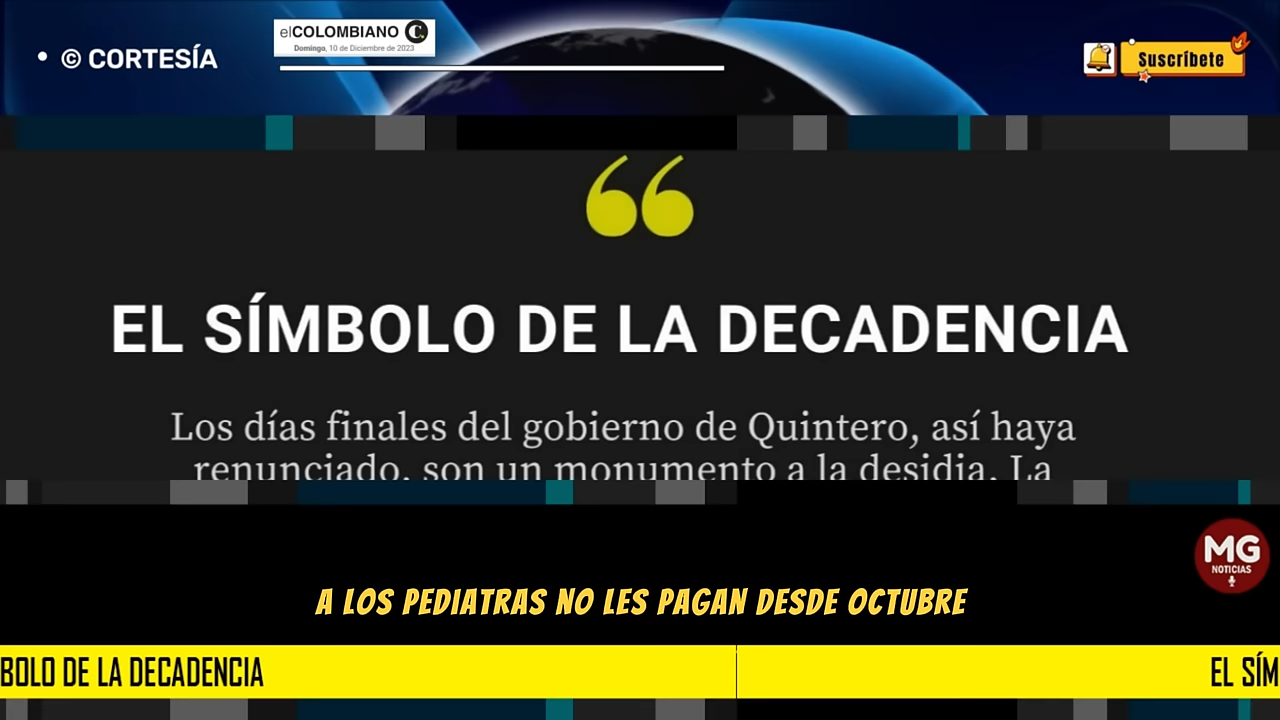 • © CORTESÍA
elCOLOMBIANO C
Domingo, 10 de Diciembre de 2023
Suscríbete
“
EL SÍMBOLO DE LA DECADENCIA
Los días finales del gobierno de Quintero, así haya
renunciado, son un monumento a la desidia. La
MG
NOTICIAS
A LOS PEDIATRAS NO LES PAGAN DESDE OCTUBRE
BOLO DE LA DECADENCIA
EL SÍM